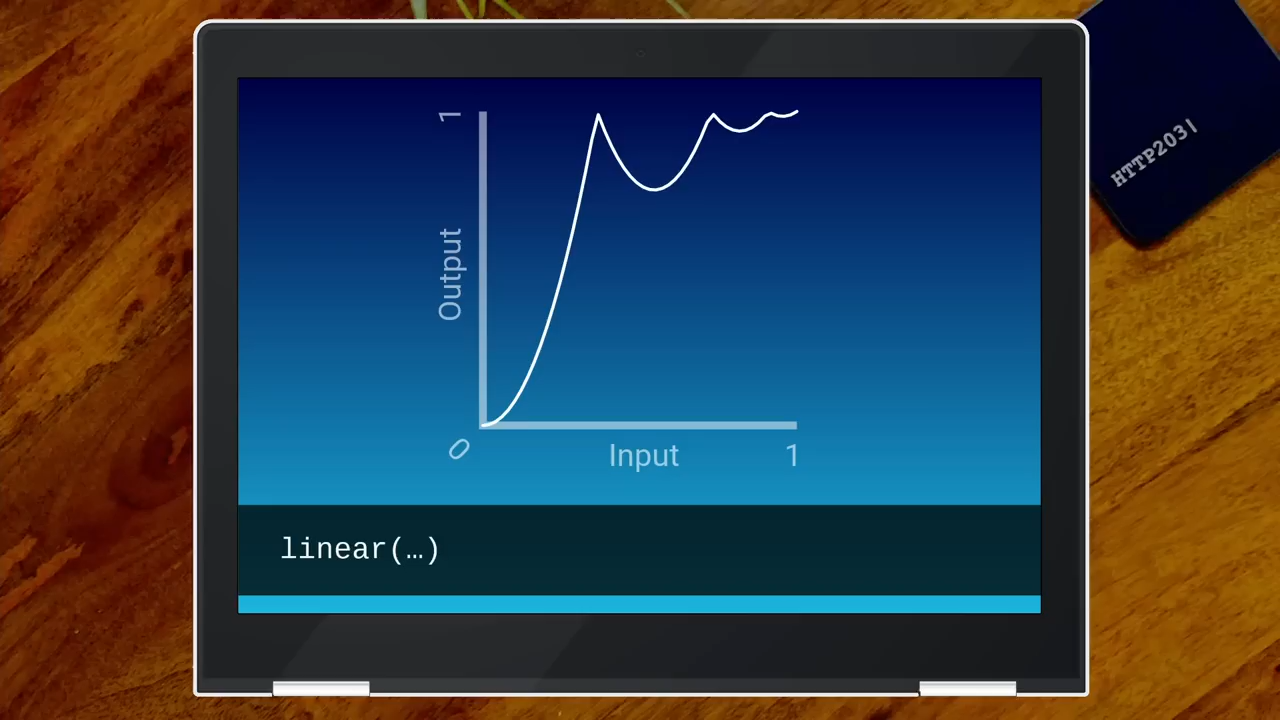 1
Output
0
Input
1
linear(…)
HTTP203|